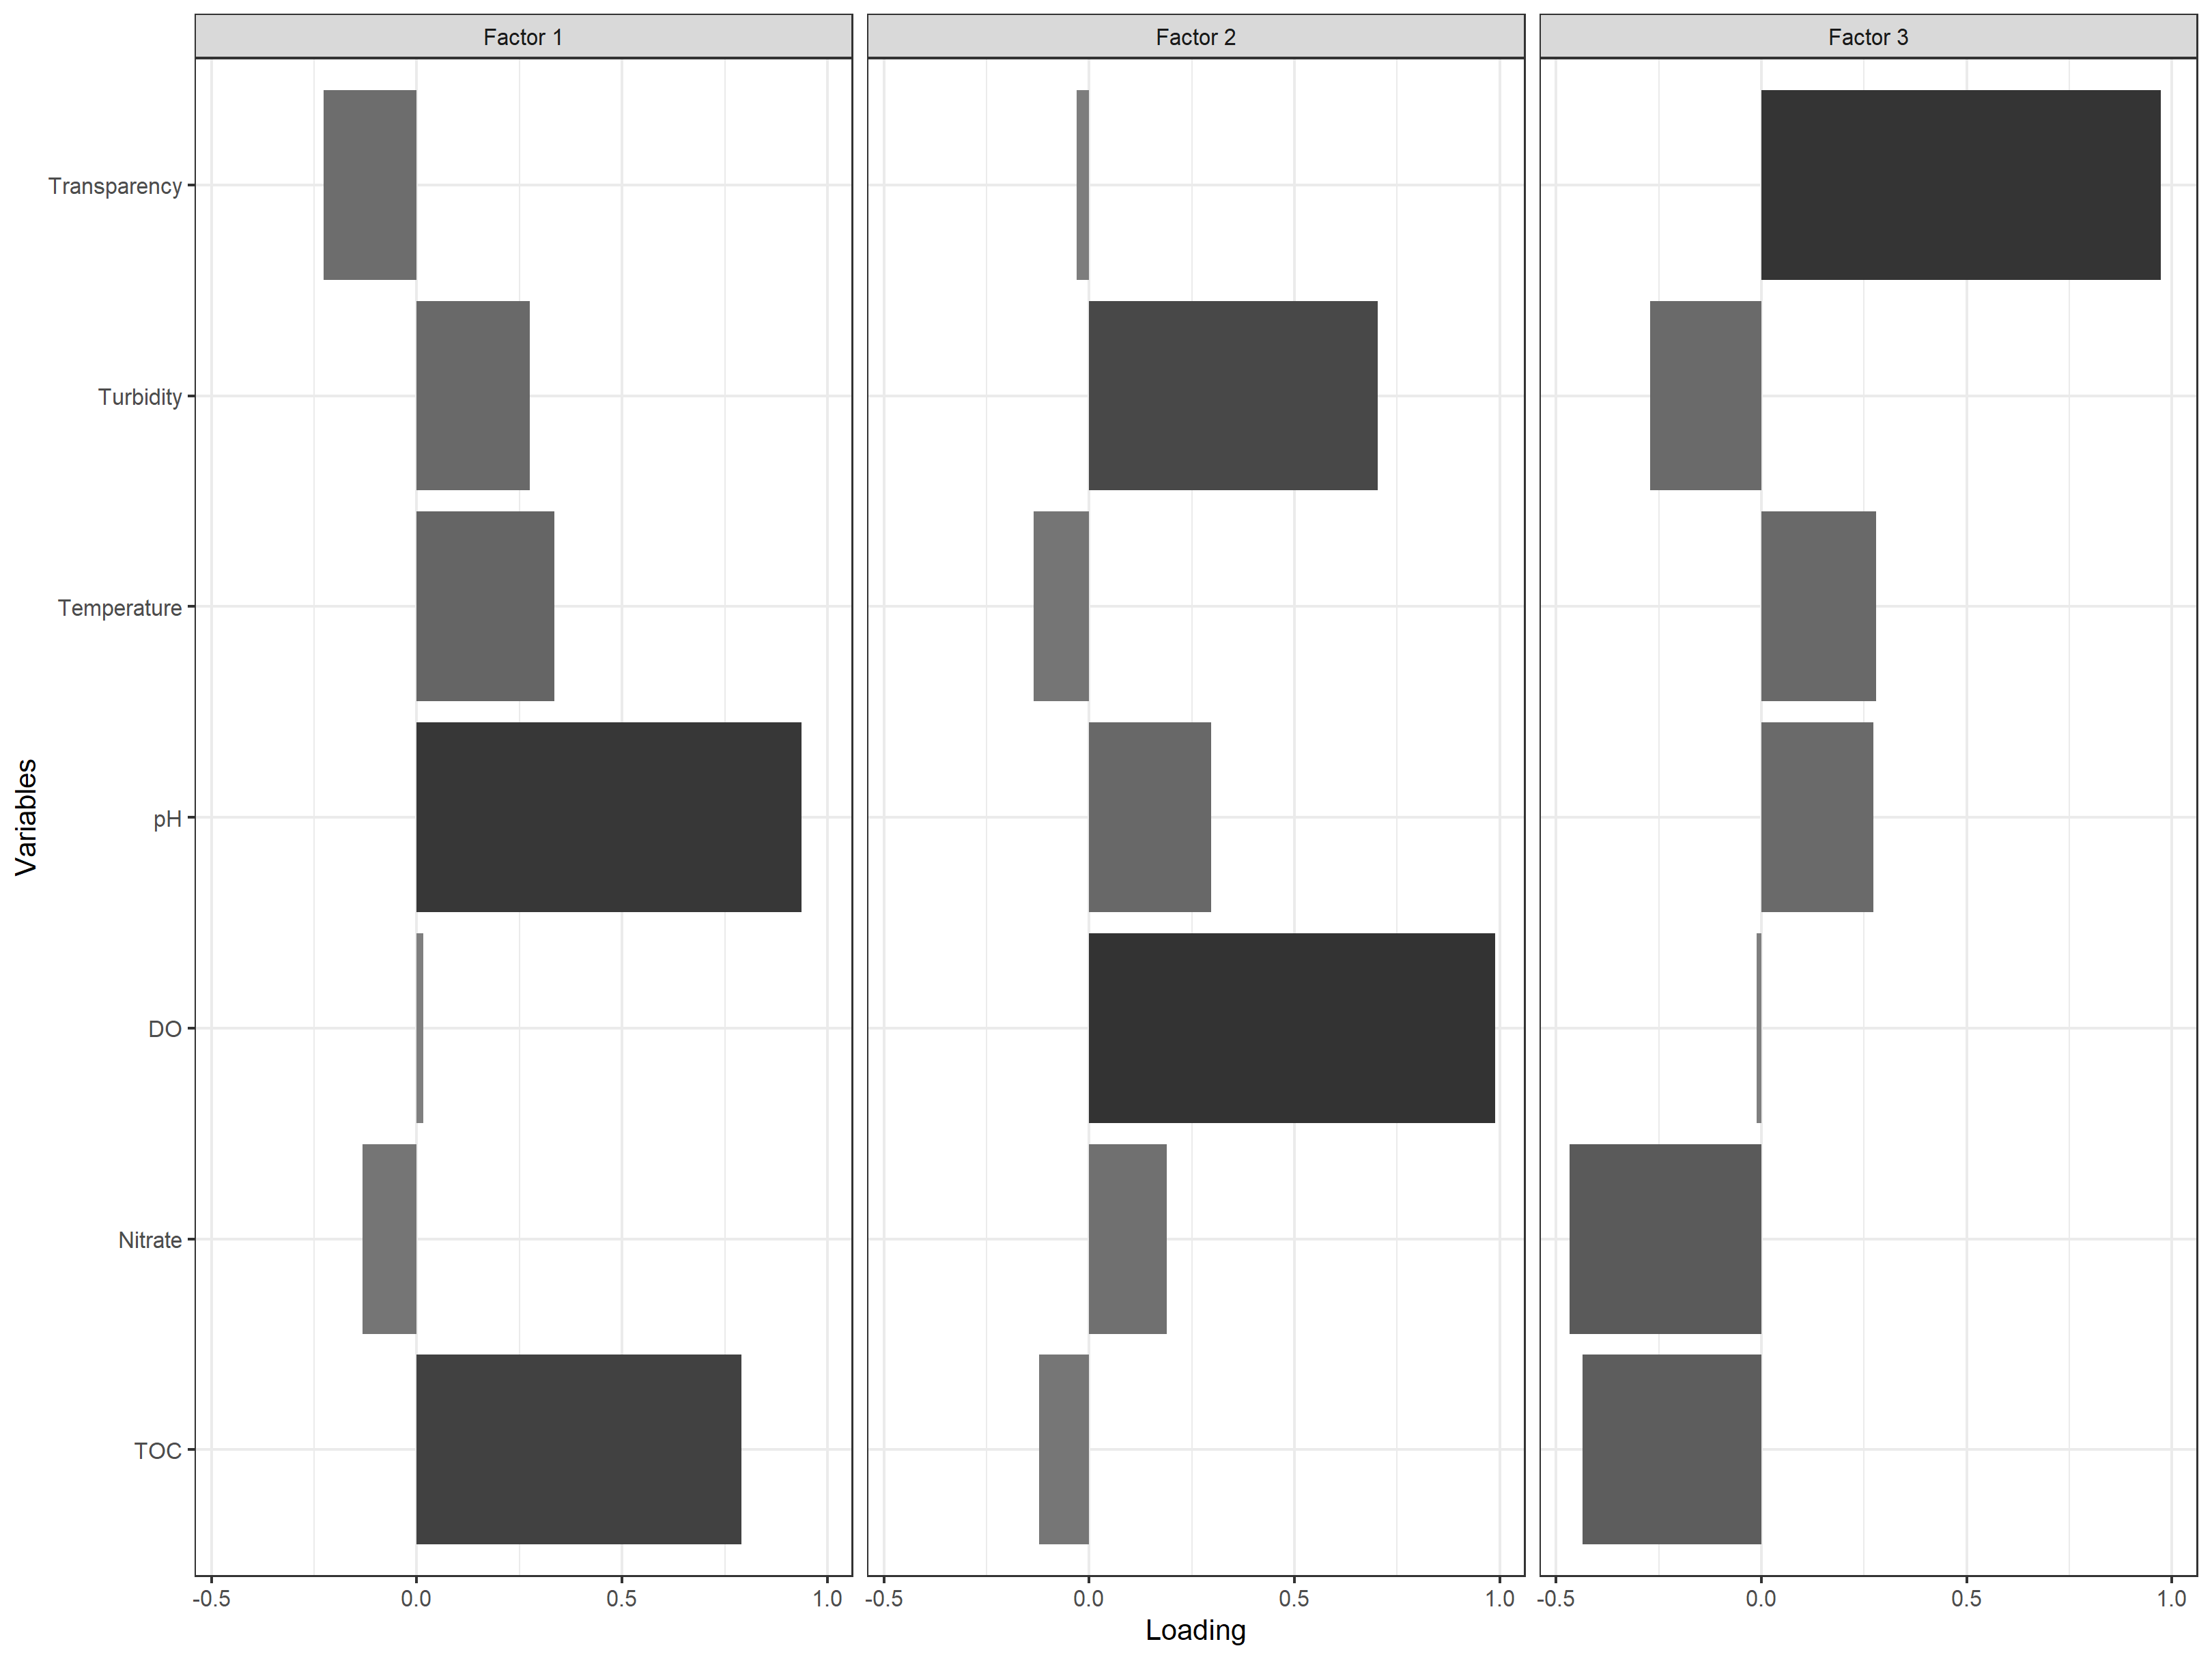 Factor 1
Factor 2
Factor 3
Transparency
Turbidity
Temperature
pH
DO
Nitrate
TOC
Variables
-0.5 0.0 0.5 1.0
-0.5 0.0 0.5 1.0
-0.5 0.0 0.5 1.0
Loading